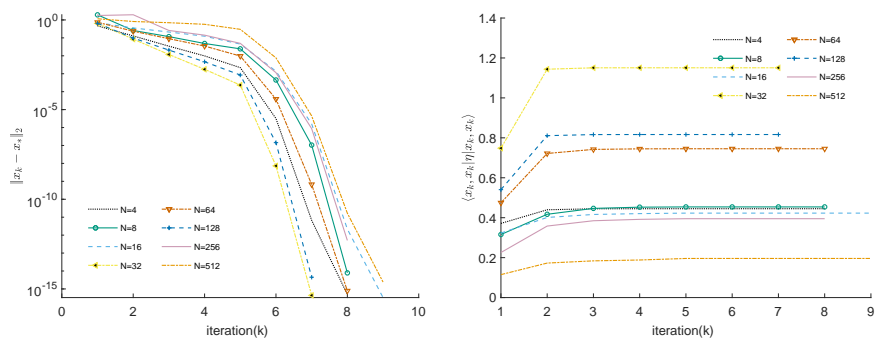 10^0
10^-5
10^-10
10^-15
‖x_k − x_*‖_2
N=4
N=8
N=16
N=32
N=64
N=128
N=256
N=512
0 2 4 6 8 10
iteration(k)
1.4
1.2
0.8
0.6
0.4
0.2
0
⟨x_k, x_k|η|x_k, x_k⟩
N=4
N=8
N=16
N=32
N=64
N=128
N=256
N=512
1 2 3 4 5 6 7 8 9
iteration(k)